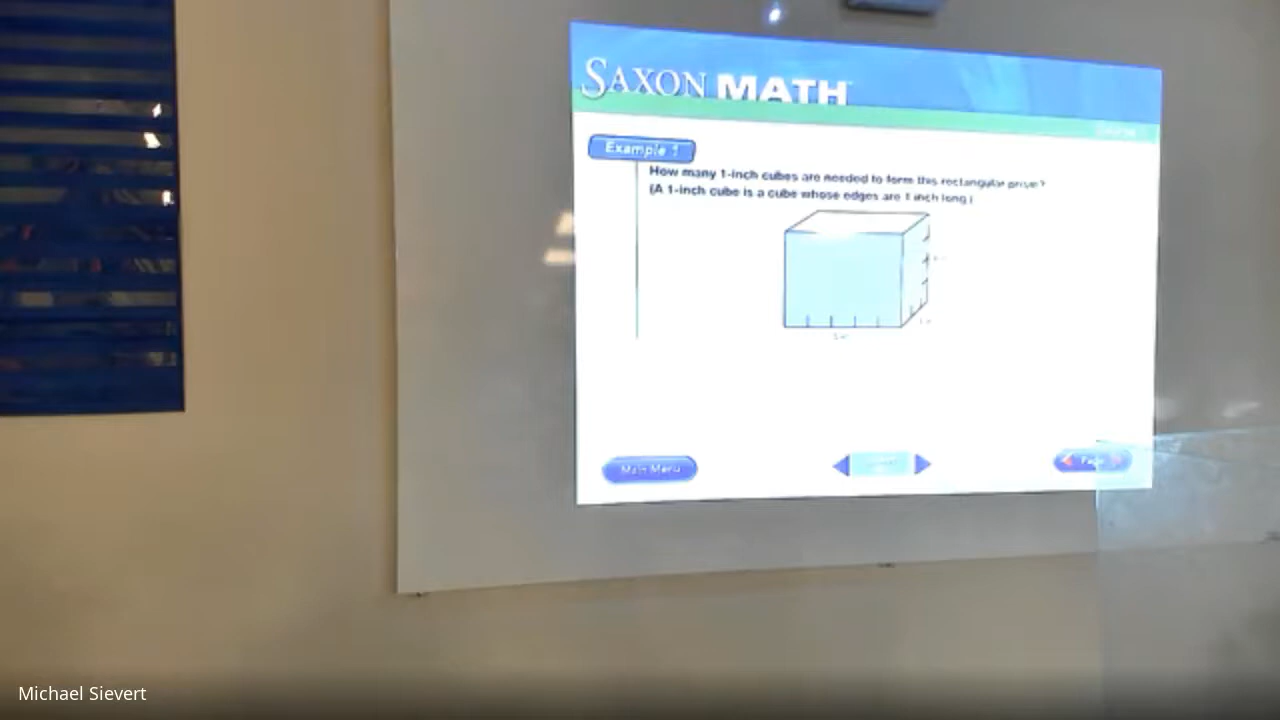 SAXON MATH
Example 1
How many 1-inch cubes are needed to form this rectangular prism?
(A 1-inch cube is a cube whose edges are 1 inch long.)
Main Menu
Page
Michael Sievert